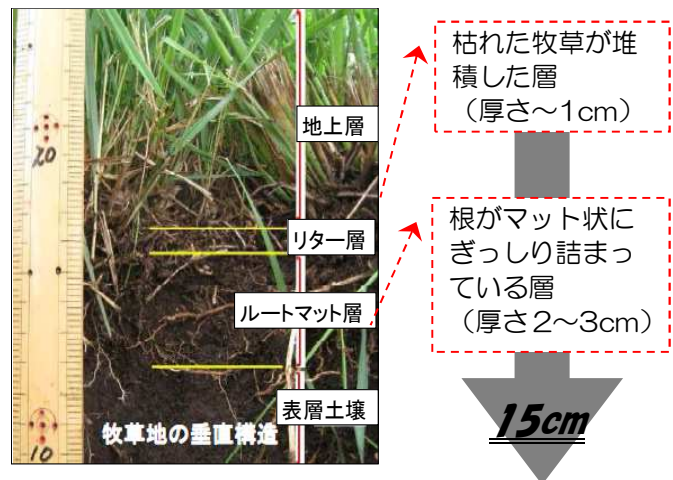 地上層
リター層
ルートマット層
表層土壌
牧草地の垂直構造
20
10
枯れた牧草が堆
積した層
（厚さ～1cm）
根がマット状に
ぎっしり詰まっ
ている層
（厚さ2～3cm）
15cm